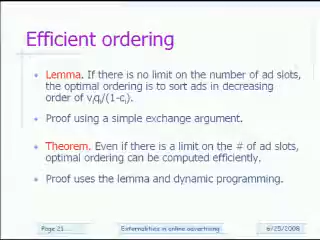 Efficient ordering
Lemma. If there is no limit on the number of ad slots,
the optimal ordering is to sort ads in decreasing
order of vᵢqᵢ/(1-cᵢ).
Proof using a simple exchange argument.
Theorem. Even if there is a limit on the # of ad slots,
optimal ordering can be computed efficiently.
Proof uses the lemma and dynamic programming.
Page 21
Externalities in online advertising
6/25/2008